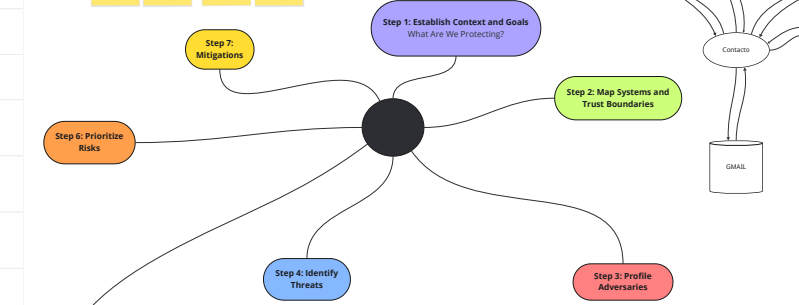 Step 1: Establish Context and Goals
What Are We Protecting?
Step 7:
Mitigations
Contacto
Step 2: Map Systems and
Trust Boundaries
Step 6: Prioritize
Risks
GMAIL
Step 4: Identify
Threats
Step 3: Profile
Adversaries